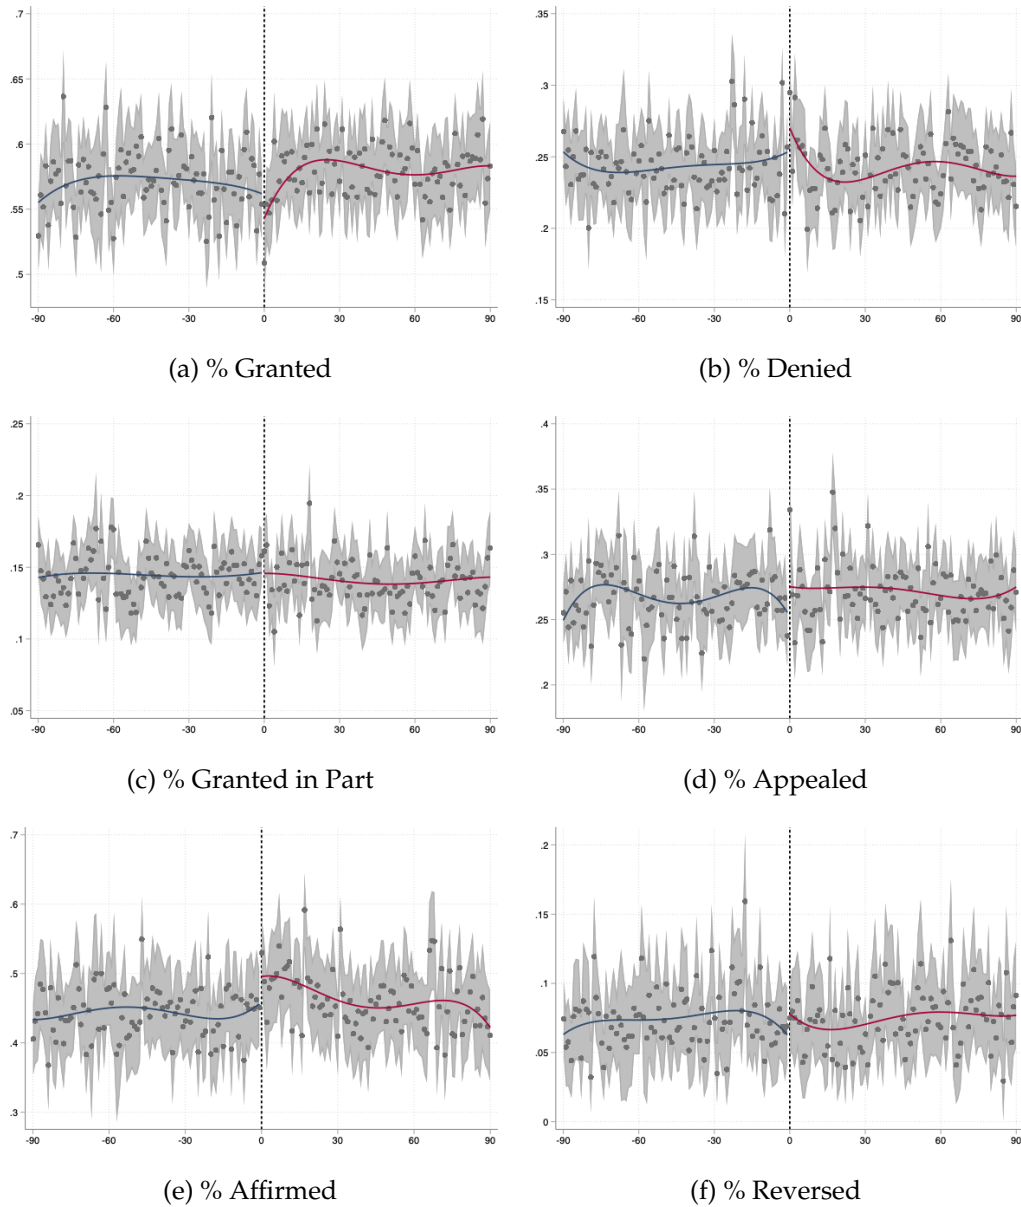 .7
.65
.6
.55
.5
-90 -60 -30 0 30 60 90
(a) % Granted
.35
.3
.25
.2
.15
-90 -60 -30 0 30 60 90
(b) % Denied
.25
.2
.15
.1
.05
-90 -60 -30 0 30 60 90
(c) % Granted in Part
.4
.35
.3
.25
.2
-90 -60 -30 0 30 60 90
(d) % Appealed
.7
.6
.5
.4
.3
-90 -60 -30 0 30 60 90
(e) % Affirmed
.2
.15
.1
.05
0
-90 -60 -30 0 30 60 90
(f) % Reversed